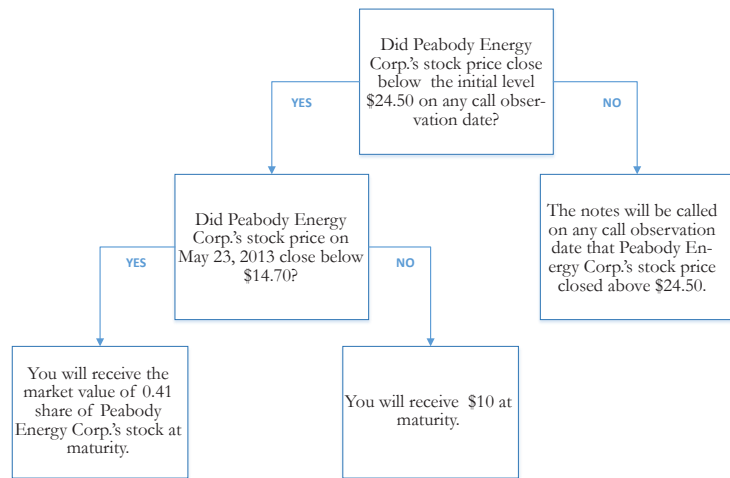 Did Peabody Energy
Corp.'s stock price close
below the initial level
$24.50 on any call obser-
vation date?
YES
NO
Did Peabody Energy
Corp.'s stock price on
May 23, 2013 close below
$14.70?
The notes will be called
on any call observation
date that Peabody En-
ergy Corp.'s stock price
closed above $24.50.
YES
NO
You will receive the
market value of 0.41
share of Peabody
Energy Corp.'s stock at
maturity.
You will receive $10 at
maturity.